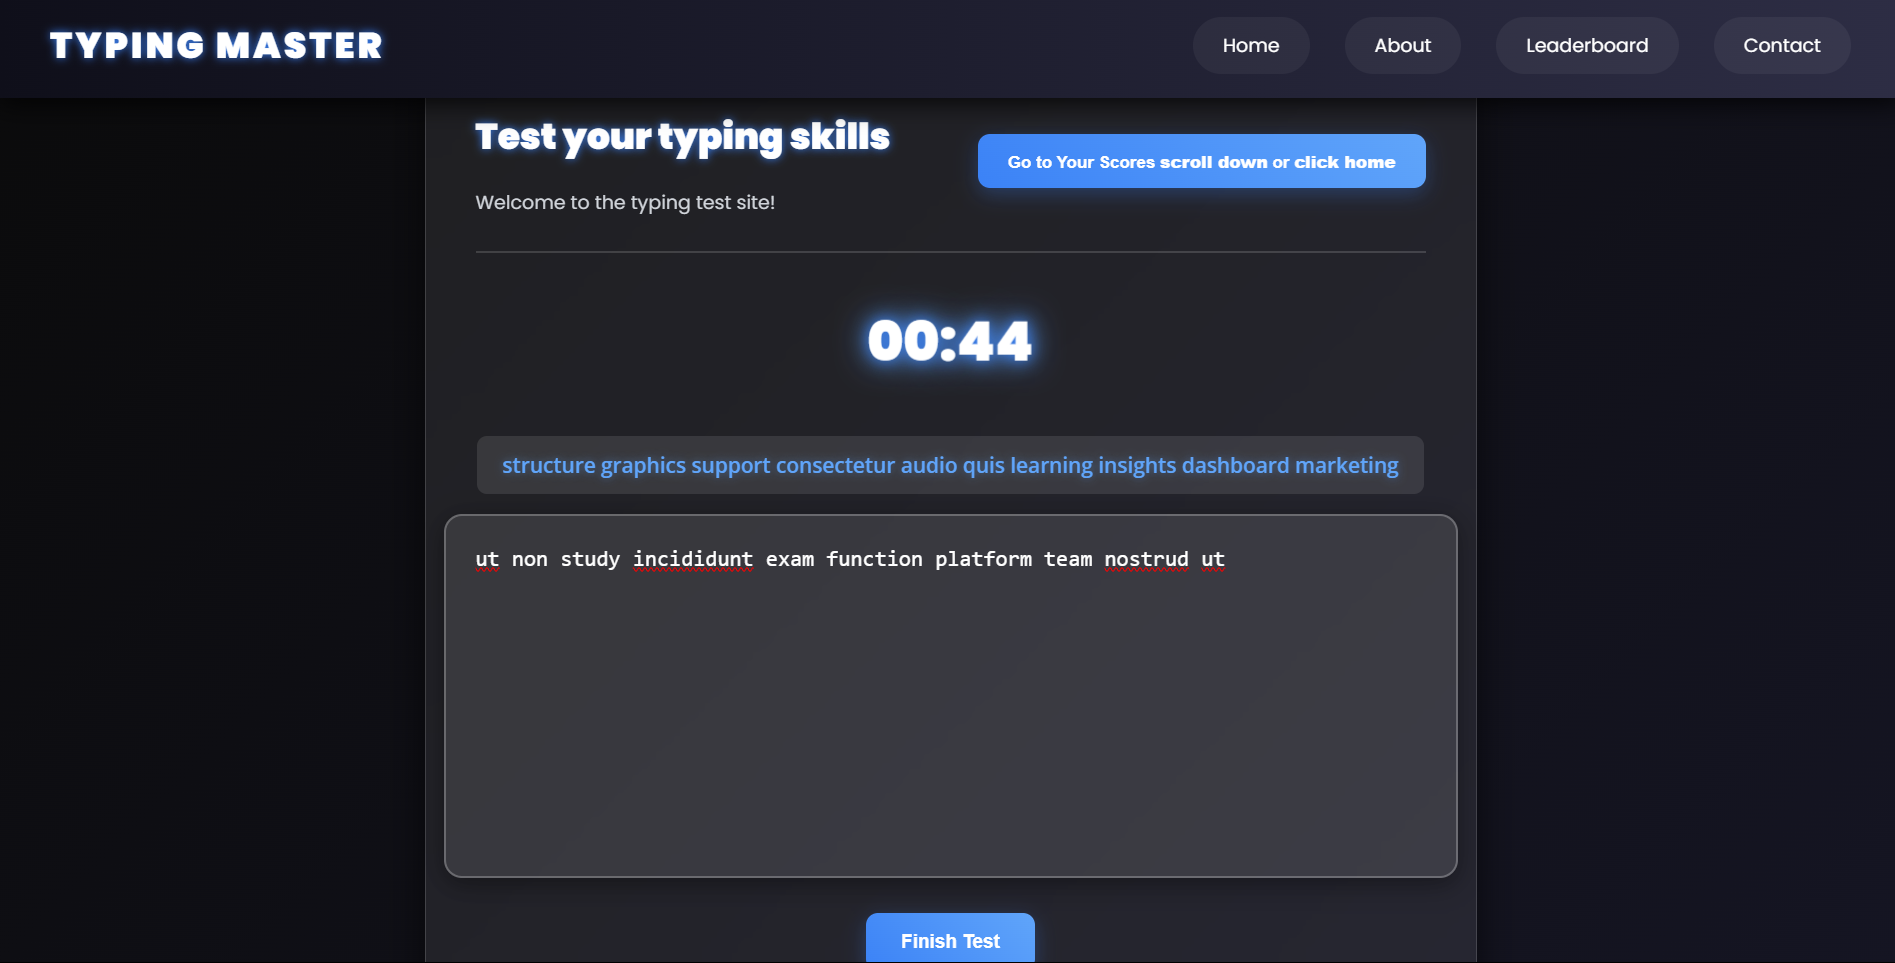 TYPING MASTER
Home
About
Leaderboard
Contact
Test your typing skills
Go to Your Scores scroll down or click home
Welcome to the typing test site!
00:44
structure graphics support consectetur audio quis learning insights dashboard marketing
ut non study incididunt exam function platform team nostrud ut
Finish Test